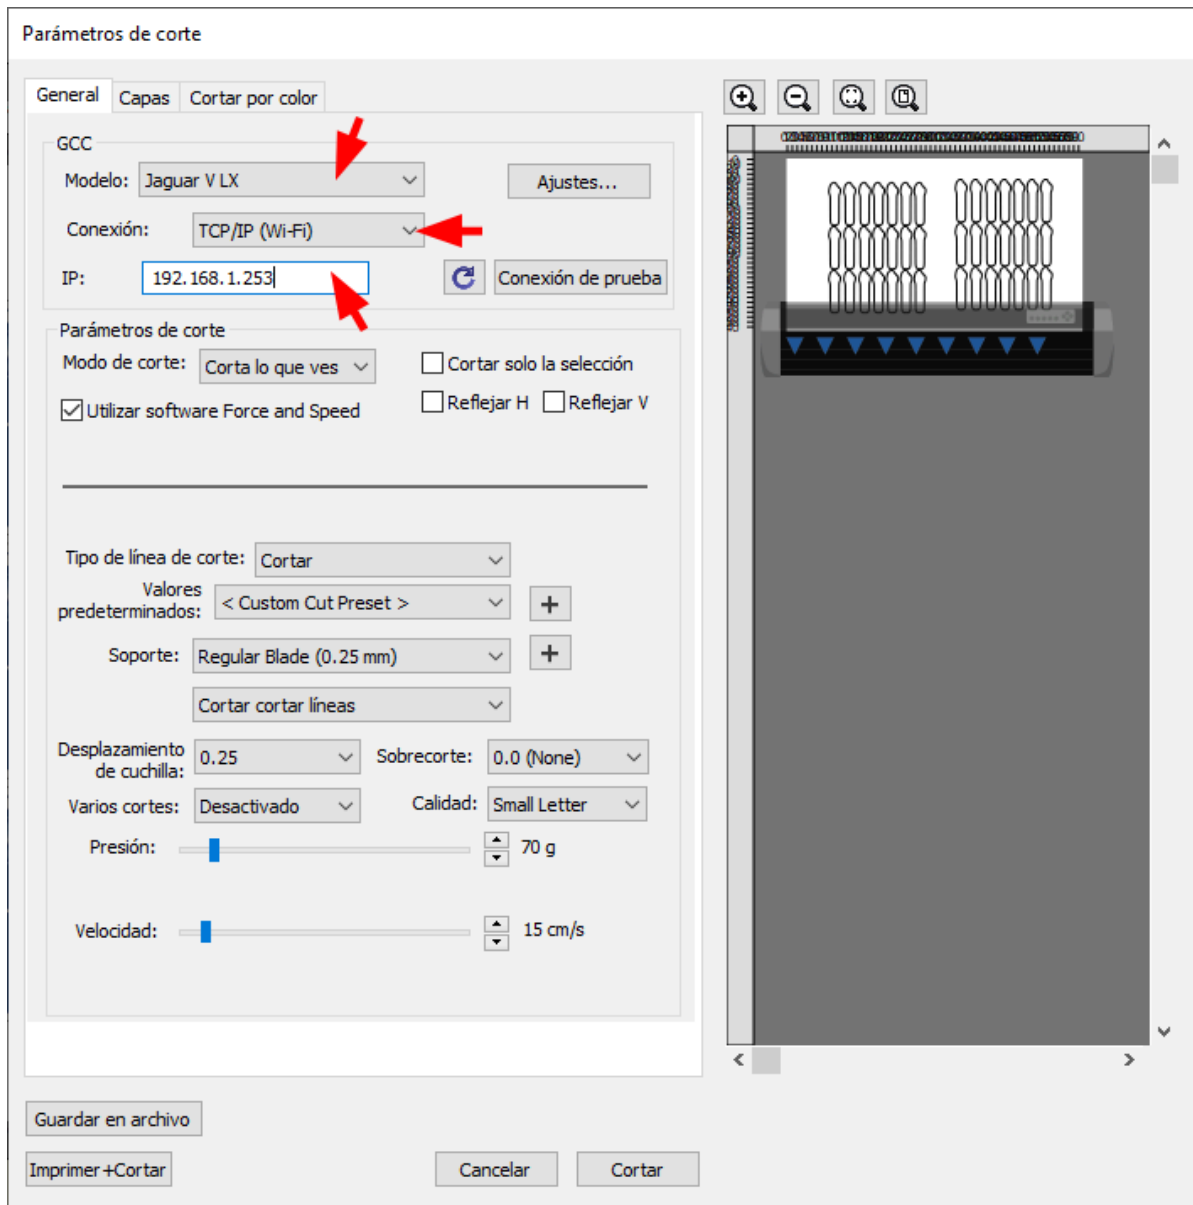 Parámetros de corte
General
Capas
Cortar por color
GCC
Modelo: Jaguar V LX
Ajustes...
Conexión: TCP/IP (Wi-Fi)
IP: 192.168.1.253
Conexión de prueba
Parámetros de corte
Modo de corte: Corta lo que ves
Cortar solo la selección
Utilizar software Force and Speed
Reflejar H
Reflejar V
Tipo de línea de corte: Cortar
Valores
predeterminados: < Custom Cut Preset >
+
Soporte: Regular Blade (0.25 mm)
+
Cortar cortar líneas
Desplazamiento
de cuchilla: 0.25
Sobrecorte: 0.0 (None)
Varios cortes: Desactivado
Calidad: Small Letter
Presión: 70 g
Velocidad: 15 cm/s
Guardar en archivo
Imprimer+Cortar
Cancelar
Cortar